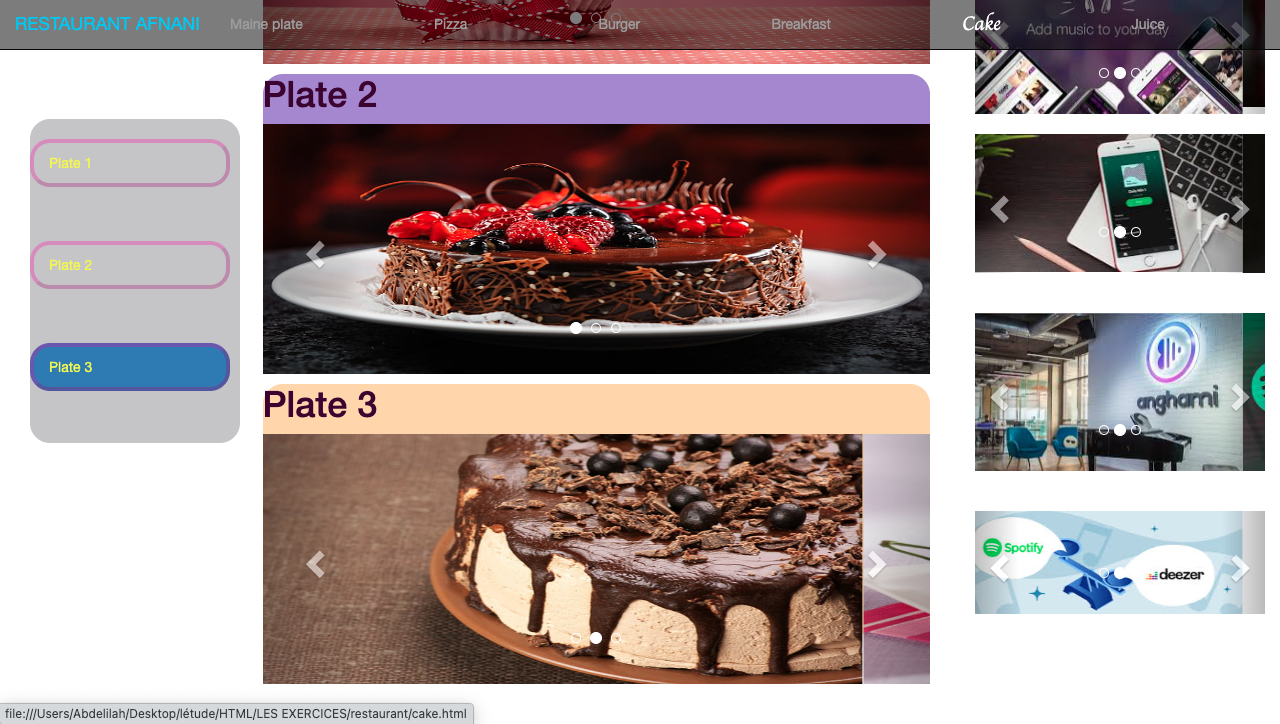 RESTAURANT AFNANI
Maine plate
Pizza
Burger
Breakfast
Cake
Juice
Add music to your day
Plate 1
Plate 2
Plate 3
Plate 2
Plate 3
anghami
Spotify
deezer
file:///Users/Abdelilah/Desktop/létude/HTML/LES EXERCICES/restaurant/cake.html